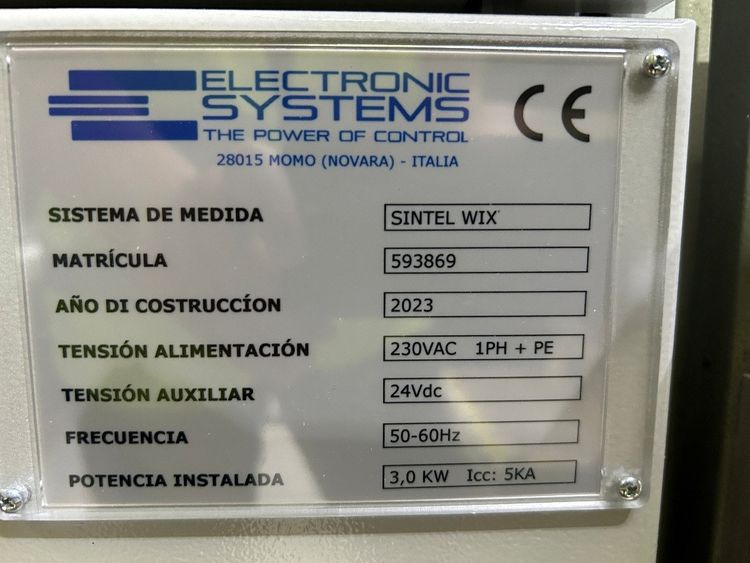 ELECTRONIC
SYSTEMS
THE POWER OF CONTROL
28015 MOMO (NOVARA) - ITALIA
CE
SISTEMA DE MEDIDA SINTEL WIX
MATRÍCULA 593869
AÑO DI COSTRUCCÍON 2023
TENSIÓN ALIMENTACIÓN 230VAC 1PH + PE
TENSIÓN AUXILIAR 24Vdc
FRECUENCIA 50-60Hz
POTENCIA INSTALADA 3,0 KW Icc: 5KA